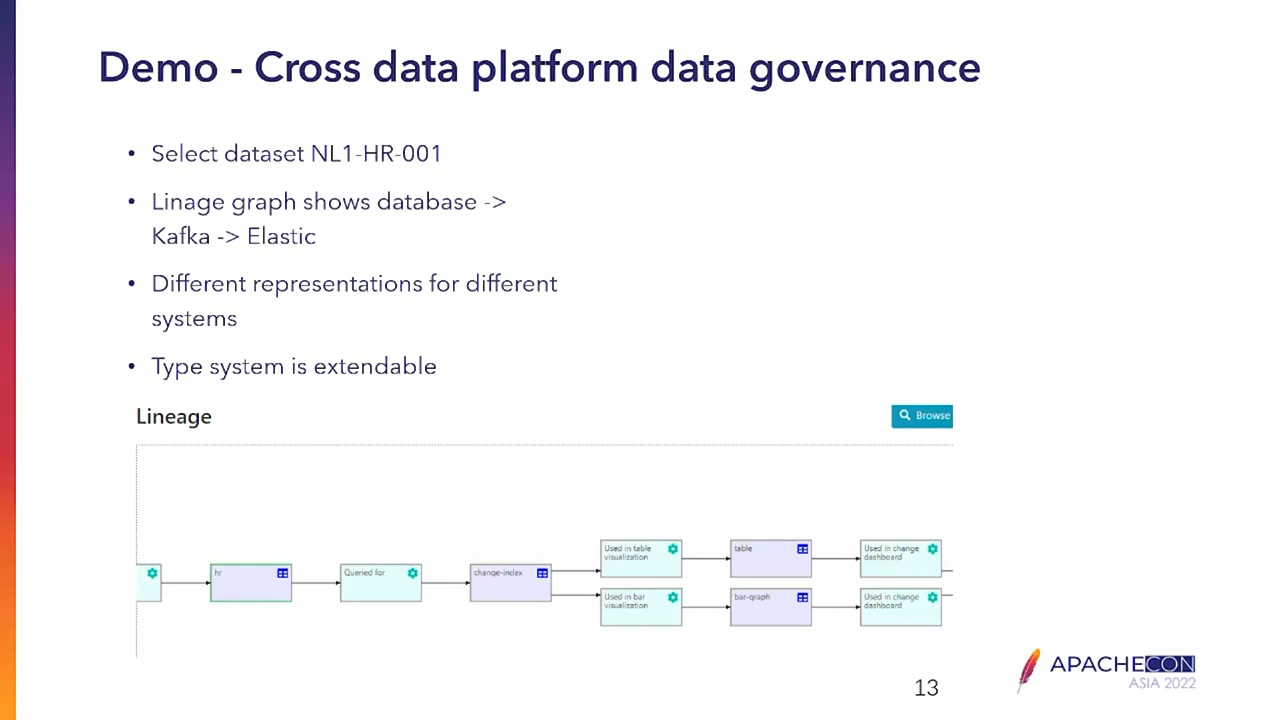 Demo - Cross data platform data governance
• Select dataset NL1-HR-001
• Linage graph shows database ->
Kafka -> Elastic
• Different representations for different
systems
• Type system is extendable
Lineage
Browse
hr
Queried for
change-index
Used in table
visualization
table
Used in change
dashboard
Used in bar
visualization
bar-graph
Used in change
dashboard
13
APACHECON
ASIA 2022